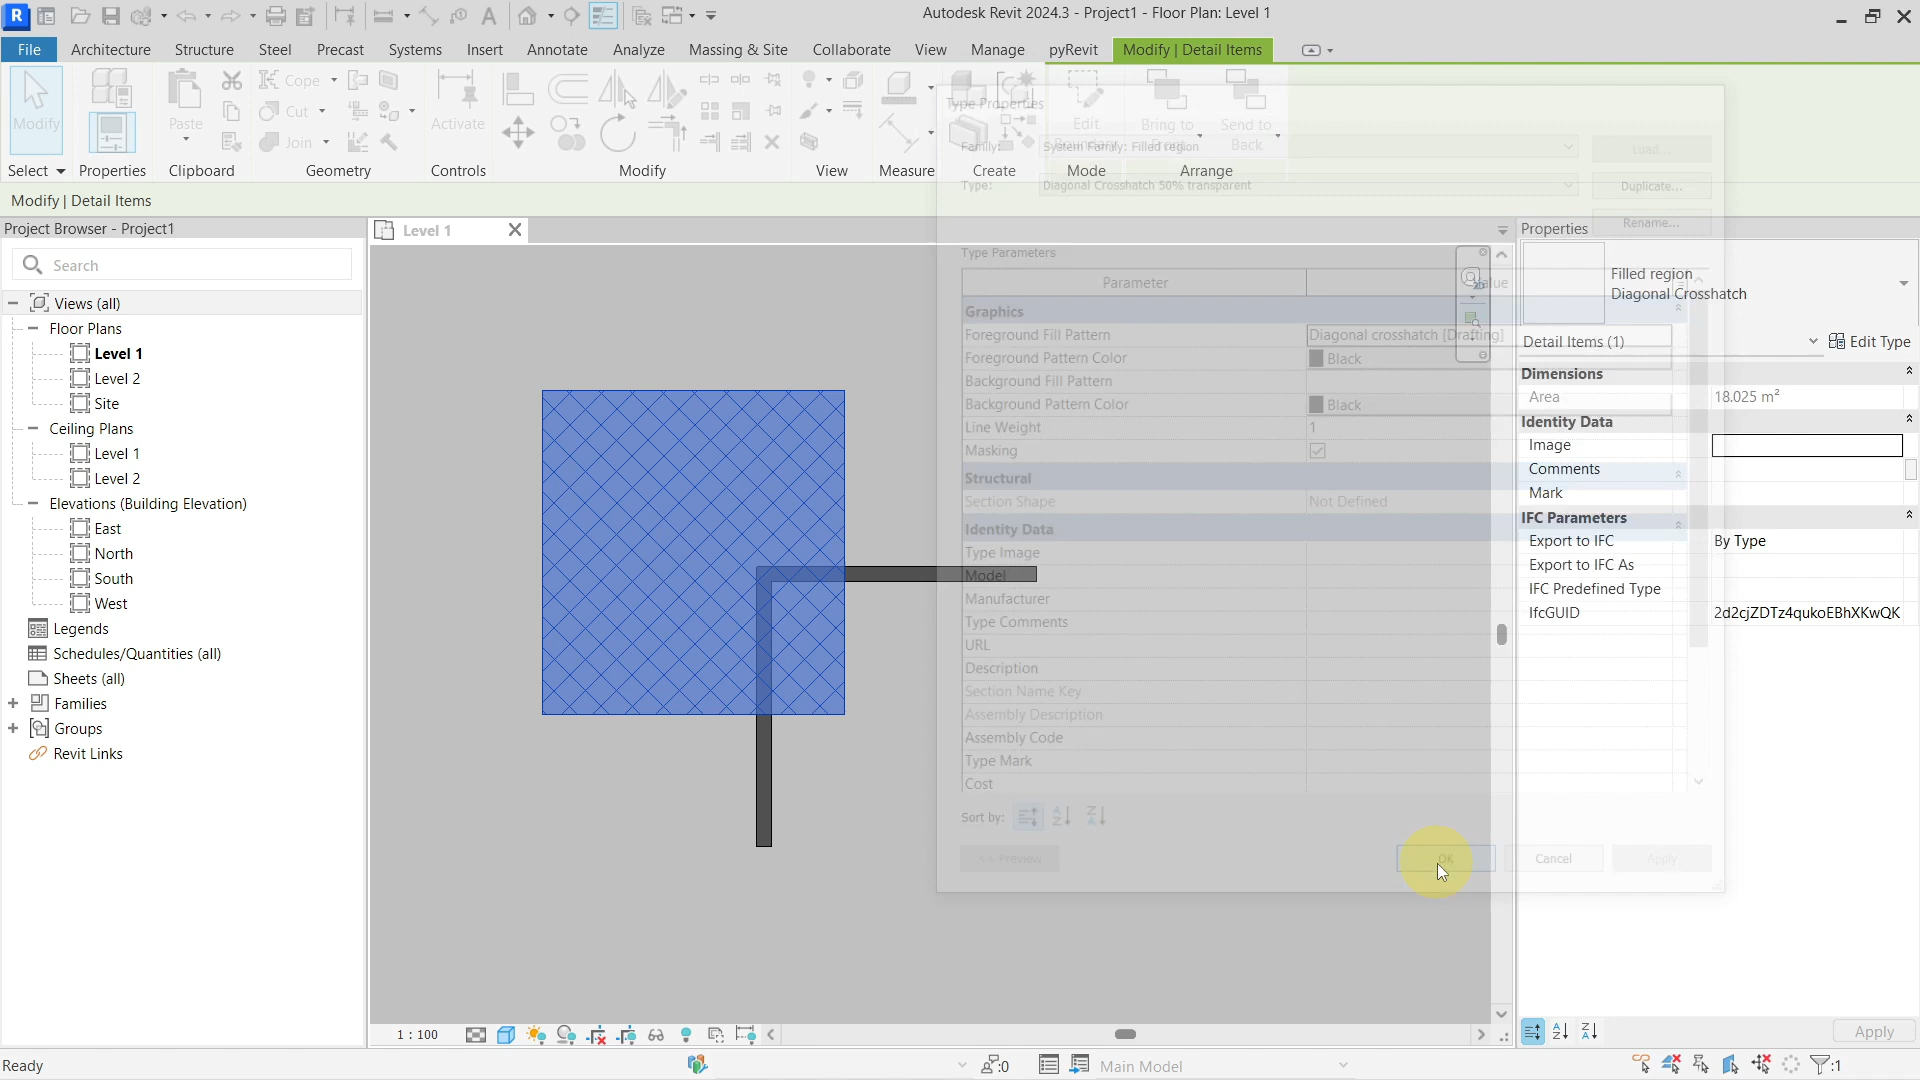 Autodesk Revit 2024.3 - Project1 - Floor Plan: Level 1
File Architecture Structure Steel Precast Systems Insert Annotate Analyze Massing & Site Collaborate View Manage pyRevit Modify | Detail Items
Modify
Paste
Cope
Cut
Join
Activate
Edit
Boundary
Bring to
Front
Send to
Back
Select Properties Clipboard Geometry Controls Modify View Measure Create Mode Arrange
Modify | Detail Items
Project Browser - Project1
Search
Views (all)
Floor Plans
Level 1
Level 2
Site
Ceiling Plans
Level 1
Level 2
Elevations (Building Elevation)
East
North
South
West
Legends
Schedules/Quantities (all)
Sheets (all)
Families
Groups
Revit Links
Level 1
Type Properties
Family: System Family: Filled region Load...
Type: Diagonal Crosshatch 50% transparent Duplicate...
Rename...
Type Parameters
Parameter Value
Graphics
Foreground Fill Pattern Diagonal crosshatch [Drafting]
Foreground Pattern Color Black
Background Fill Pattern
Background Pattern Color Black
Line Weight 1
Masking
Structural
Section Shape Not Defined
Identity Data
Type Image
Model
Manufacturer
Type Comments
URL
Description
Section Name Key
Assembly Description
Assembly Code
Type Mark
Cost
Sort by:
<< Preview OK Cancel Apply
Properties
Filled region
Diagonal Crosshatch
Detail Items (1) Edit Type
Dimensions
Area 18.025 m²
Identity Data
Image
Comments
Mark
IFC Parameters
Export to IFC By Type
Export to IFC As
IFC Predefined Type
IfcGUID 2d2cjZDTz4qukoEBhXKwQK
Apply
1 : 100
Ready :0 Main Model :1